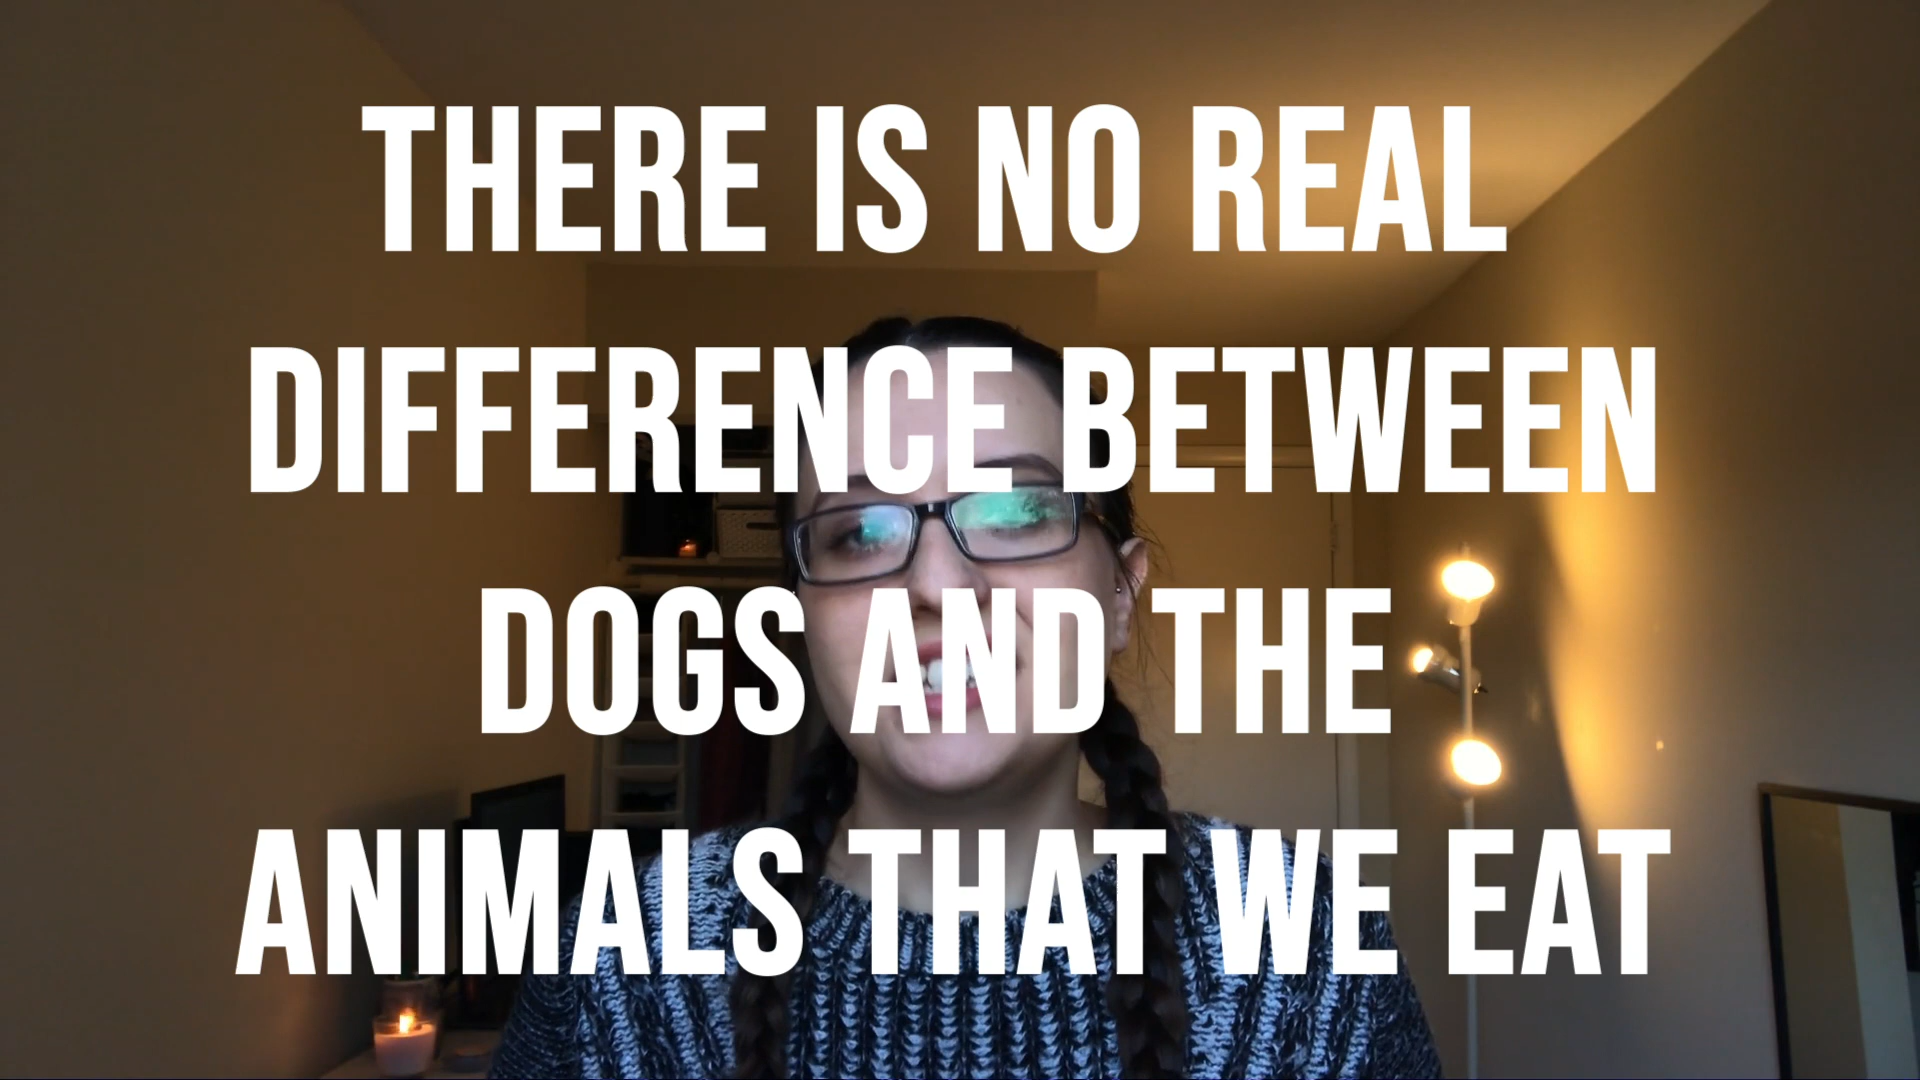 THERE IS NO REAL
DIFFERENCE BETWEEN
DOGS AND THE
ANIMALS THAT WE EAT